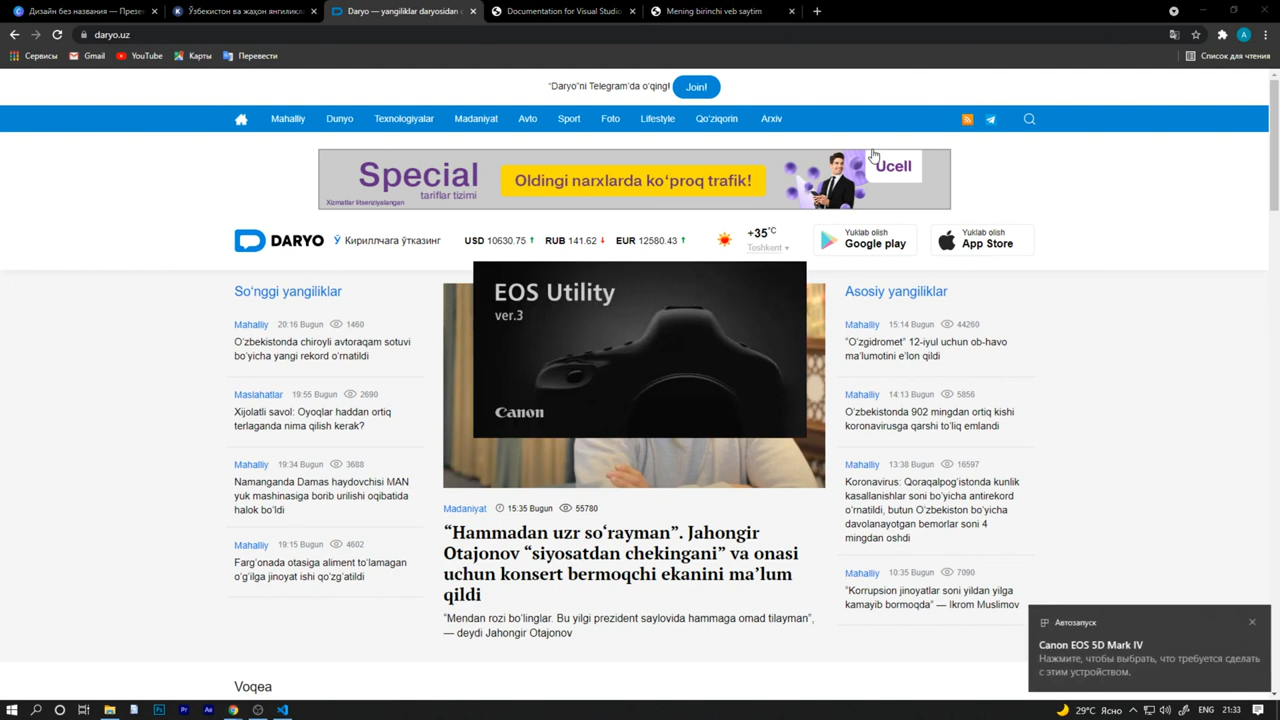 Дизайн без названия — Презен
Ўзбекистон ва жаҳон янгиликла
Daryo — yangiliklar daryosidan c
Documentation for Visual Studio
Mening birinchi veb saytim
daryo.uz
Сервисы
Gmail
YouTube
Карты
Перевести
Список для чтения
“Daryo”ni Telegram'da o‘qing!
Join!
Mahalliy
Dunyo
Texnologiyalar
Madaniyat
Avto
Sport
Foto
Lifestyle
Qo‘ziqorin
Arxiv
Special
tariflar tizimi
Xizmatlar litsenziyalangan
Oldingi narxlarda ko‘proq trafik!
Ucell
DARYO
Ў Кириллчага ўтказинг
USD 10630.75 ↑
RUB 141.62 ↓
EUR 12580.43 ↑
+35°C
Toshkent
Yuklab olish
Google play
Yuklab olish
App Store
So‘nggi yangiliklar
Mahalliy 20:16 Bugun 1460
O‘zbekistonda chiroyli avtoraqam sotuvi
bo‘yicha yangi rekord o‘rnatildi
Maslahatlar 19:55 Bugun 2690
Xijolatli savol: Oyoqlar haddan ortiq
terlaganda nima qilish kerak?
Mahalliy 19:34 Bugun 3688
Namanganda Damas haydovchisi MAN
yuk mashinasiga borib urilishi oqibatida
halok bo‘ldi
Mahalliy 19:15 Bugun 4602
Farg‘onada otasiga aliment to‘lamagan
o‘g‘ilga jinoyat ishi qo‘zg‘atildi
EOS Utility
ver.3
Canon
Madaniyat 15:35 Bugun 55780
“Hammadan uzr so‘rayman”. Jahongir
Otajonov “siyosatdan chekingani” va onasi
uchun konsert bermoqchi ekanini ma’lum
qildi
“Mendan rozi bo‘linglar. Bu yilgi prezident saylovida hammaga omad tilayman”,
— deydi Jahongir Otajonov
Asosiy yangiliklar
Mahalliy 15:14 Bugun 44260
“O‘zgidromet” 12-iyul uchun ob-havo
ma’lumotini e’lon qildi
Mahalliy 14:13 Bugun 5856
O‘zbekistonda 902 mingdan ortiq kishi
koronavirusga qarshi to‘liq emlandi
Mahalliy 13:38 Bugun 16597
Koronavirus: Qoraqalpog‘istonda kunlik
kasallanishlar soni bo‘yicha antirekord
o‘rnatildi, butun O‘zbekiston bo‘yicha
davolanayotgan bemorlar soni 4
mingdan oshdi
Mahalliy 10:35 Bugun 7090
“Korrupsion jinoyatlar soni yildan yilga
kamayib bormoqda” — Ikrom Muslimov
Voqea
Автозапуск
Canon EOS 5D Mark IV
Нажмите, чтобы выбрать, что требуется сделать
с этим устройством.
29°C Ясно
ENG
21:33